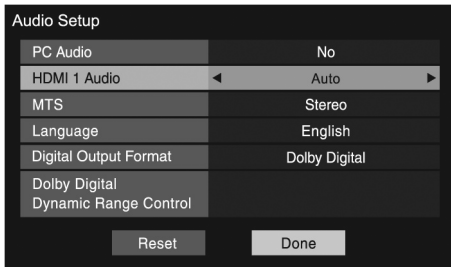 Audio Setup
PC Audio No
HDMI 1 Audio Auto
MTS Stereo
Language English
Digital Output Format Dolby Digital
Dolby Digital
Dynamic Range Control
Reset Done